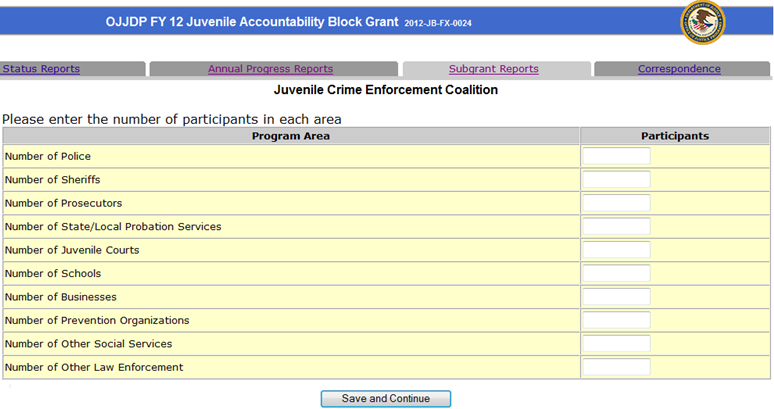 OJJDP FY 12 Juvenile Accountability Block Grant 2012-JB-FX-0024
Status Reports Annual Progress Reports Subgrant Reports Correspondence
Juvenile Crime Enforcement Coalition
Please enter the number of participants in each area
Program Area Participants
Number of Police
Number of Sheriffs
Number of Prosecutors
Number of State/Local Probation Services
Number of Juvenile Courts
Number of Schools
Number of Businesses
Number of Prevention Organizations
Number of Other Social Services
Number of Other Law Enforcement
Save and Continue